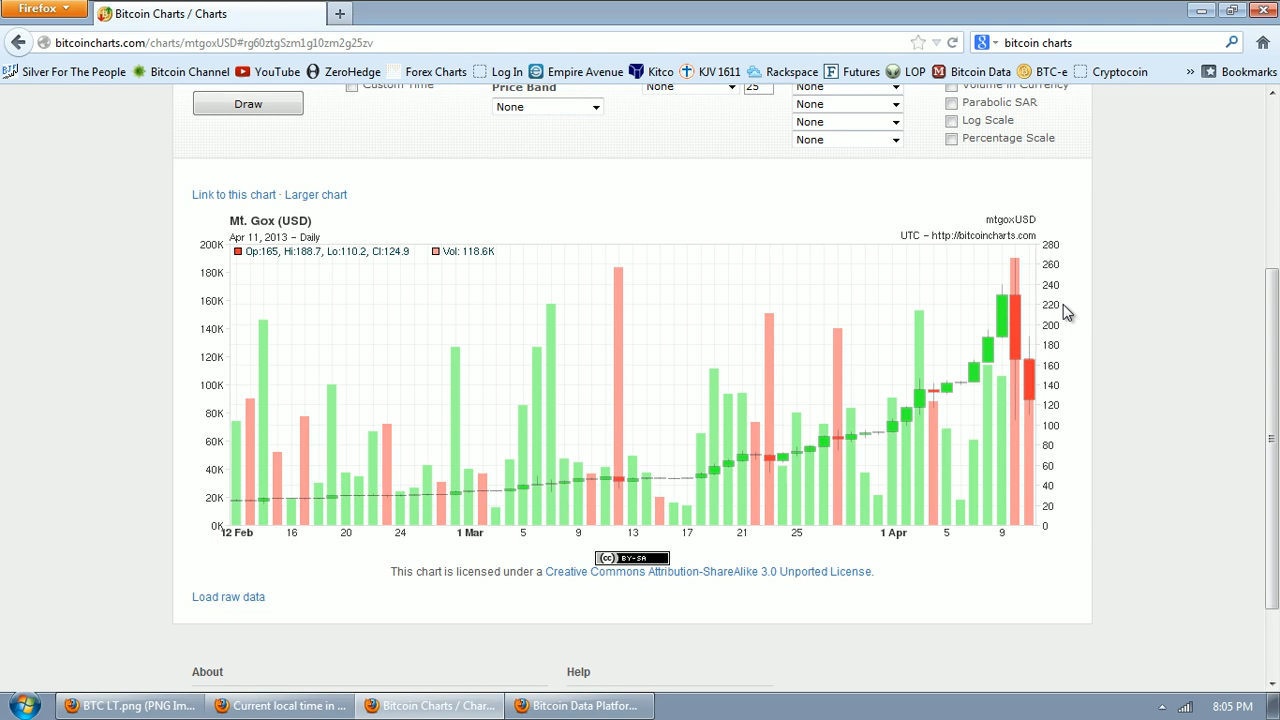 Firefox
Bitcoin Charts / Charts
bitcoincharts.com/charts/mtgoxUSD#rg60ztgSzm1g10zm2g25zv
bitcoin charts
Silver For The People
Bitcoin Channel
YouTube
ZeroHedge
Forex Charts
Log In
Empire Avenue
Kitco
KJV 1611
Rackspace
Futures
LOP
Bitcoin Data
BTC-e
Cryptocoin
»
Bookmarks
Custom Time
Price Band
None
25
None
Volume in Currency
Draw
None
None
Parabolic SAR
None
Log Scale
None
Percentage Scale
Link to this chart · Larger chart
Mt. Gox (USD)
mtgoxUSD
Apr 11, 2013 – Daily
UTC – http://bitcoincharts.com
Op:165, Hi:188.7, Lo:110.2, Cl:124.9
Vol: 118.6K
200K
180K
160K
140K
120K
100K
80K
60K
40K
20K
0K
280
260
240
220
200
180
160
140
120
100
80
60
40
20
0
12 Feb
16
20
24
1 Mar
5
9
13
17
21
25
1 Apr
5
9
(cc) BY-SA
This chart is licensed under a Creative Commons Attribution-ShareAlike 3.0 Unported License.
Load raw data
About
Help
BTC LT.png (PNG Im...
Current local time in ...
Bitcoin Charts / Char...
Bitcoin Data Platfor...
8:05 PM